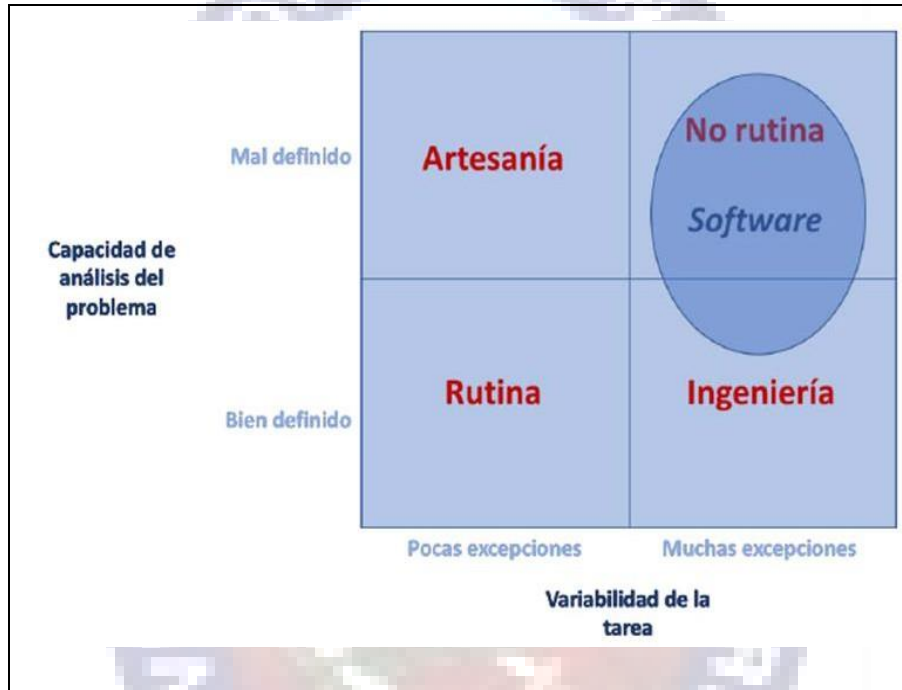 Mal definido
Artesanía
No rutina
Software
Capacidad de
análisis del
problema
Rutina
Ingeniería
Bien definido
Pocas excepciones
Muchas excepciones
Variabilidad de la
tarea